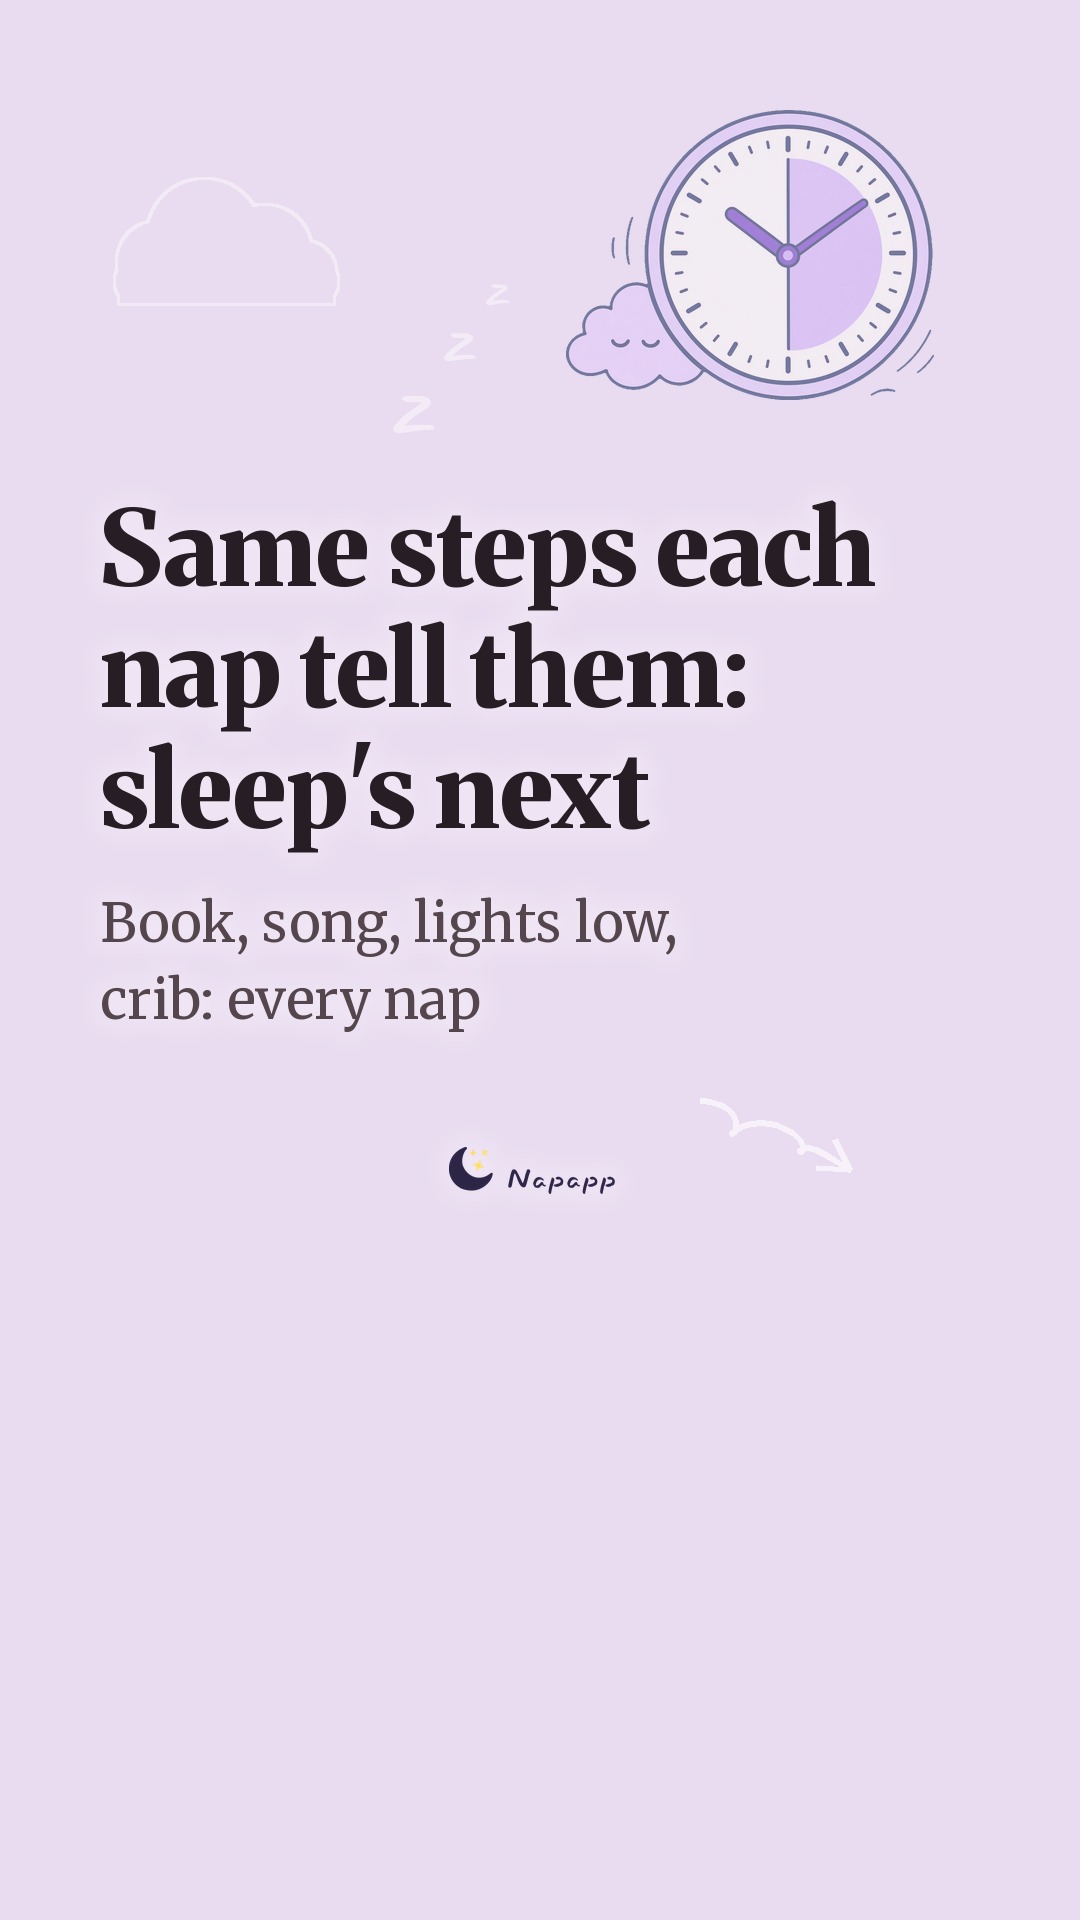 z
z
z
Same steps each
nap tell them:
sleep's next
Book, song, lights low,
crib: every nap
Napapp